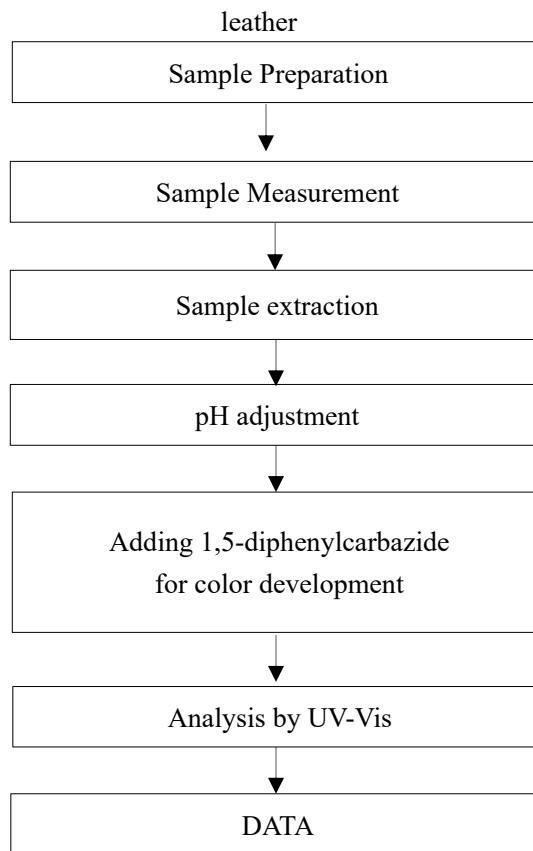 leather
Sample Preparation
Sample Measurement
Sample extraction
pH adjustment
Adding 1,5-diphenylcarbazide
for color development
Analysis by UV-Vis
DATA